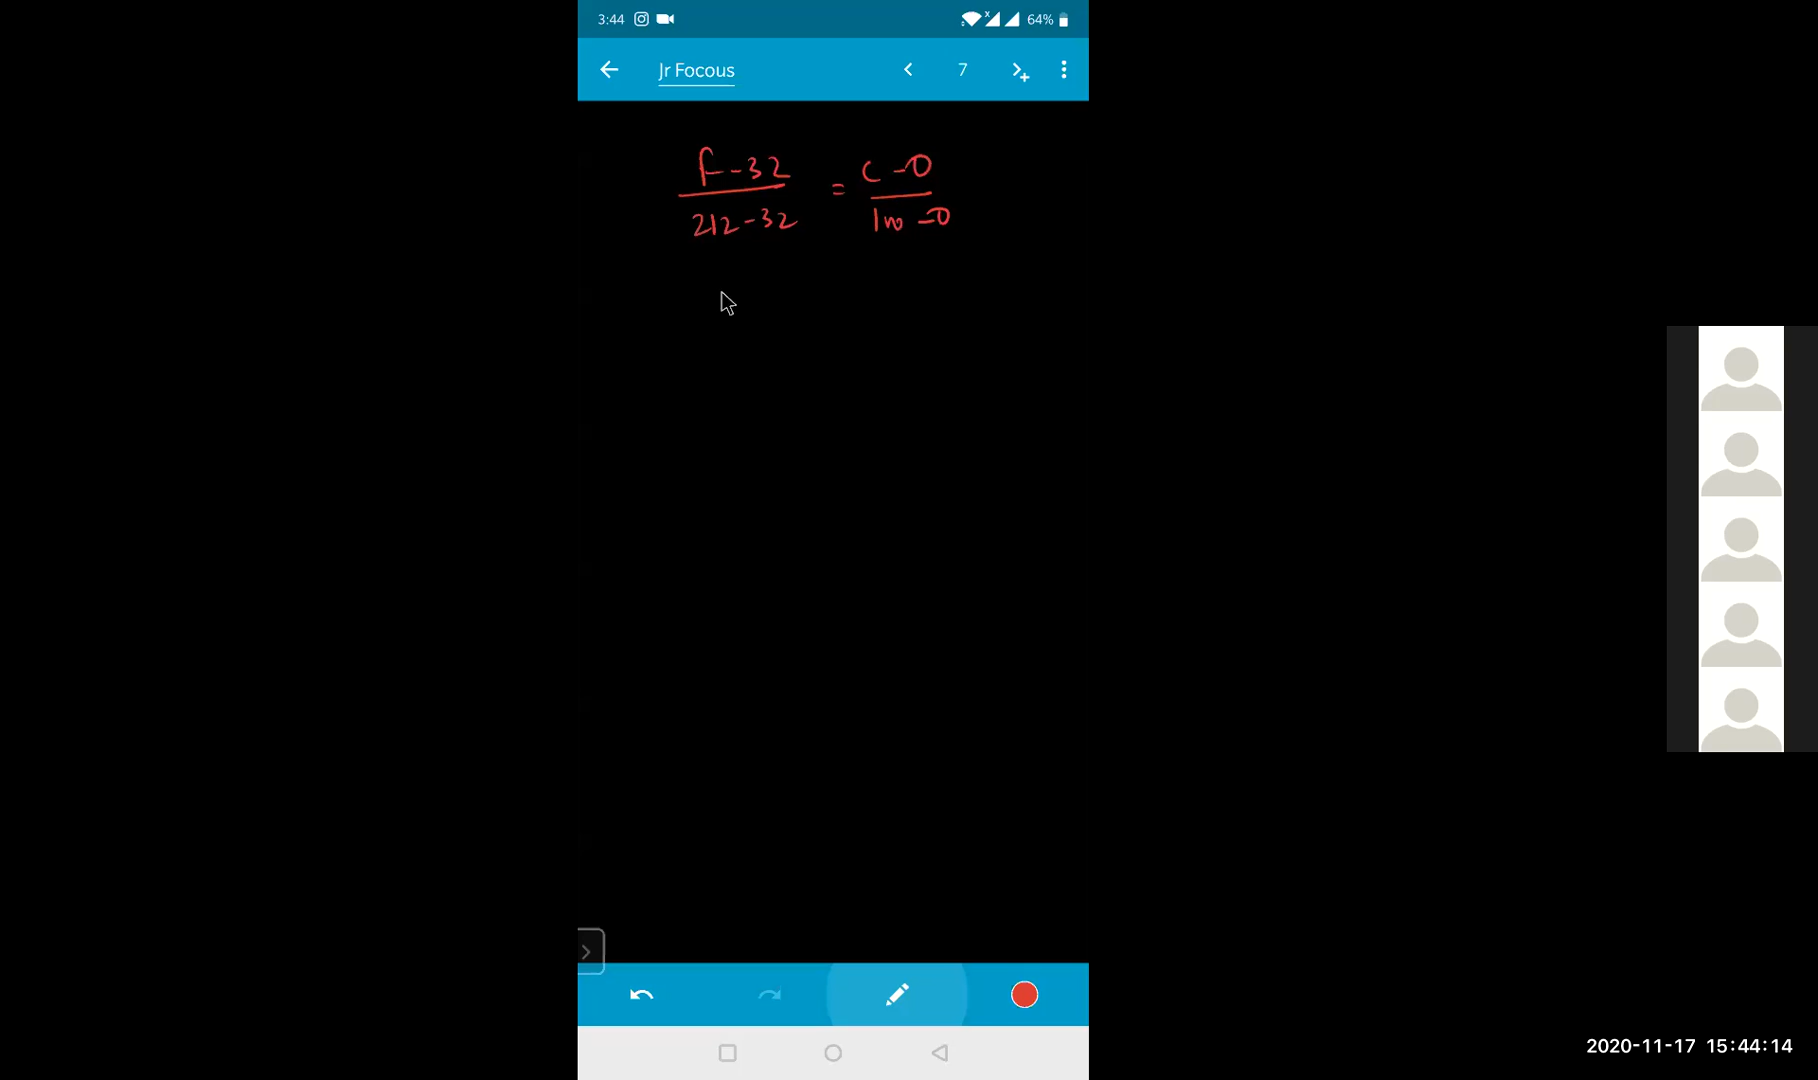 3:44 x 64%
Jr Focous 7
F-32 = C-0
212-32 100-0
2020-11-17 15:44:14